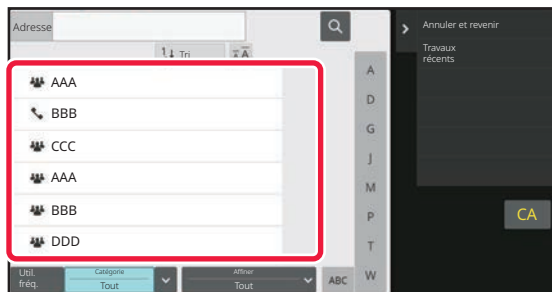 Adresse
Tri
A
AAA
BBB
CCC
AAA
BBB
DDD
A
D
G
J
M
P
T
W
Util.
fréq.
Catégorie
Tout
Affiner
Tout
ABC
Annuler et revenir
Travaux
récents
CA